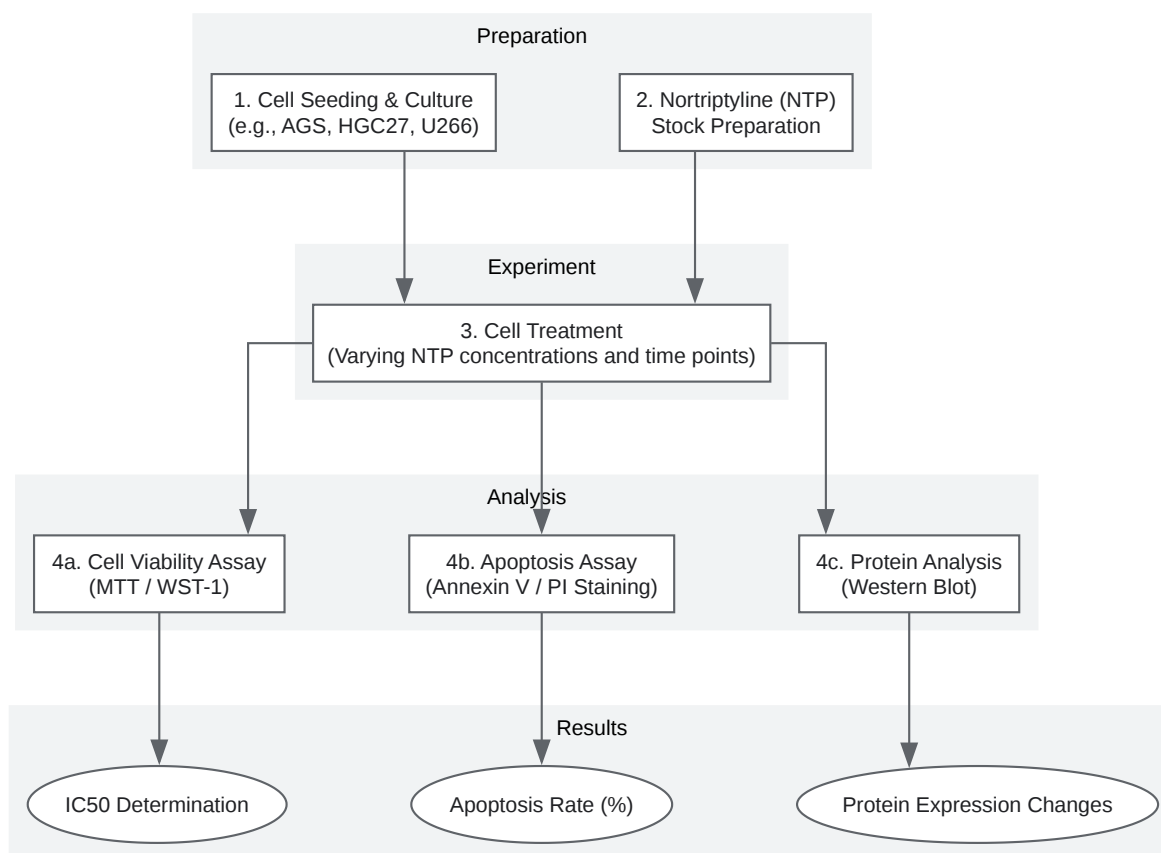 Preparation
1. Cell Seeding & Culture
(e.g., AGS, HGC27, U266)
2. Nortriptyline (NTP)
Stock Preparation
Experiment
3. Cell Treatment
(Varying NTP concentrations and time points)
Analysis
4a. Cell Viability Assay
(MTT / WST-1)
4b. Apoptosis Assay
(Annexin V / PI Staining)
4c. Protein Analysis
(Western Blot)
Results
IC50 Determination
Apoptosis Rate (%)
Protein Expression Changes